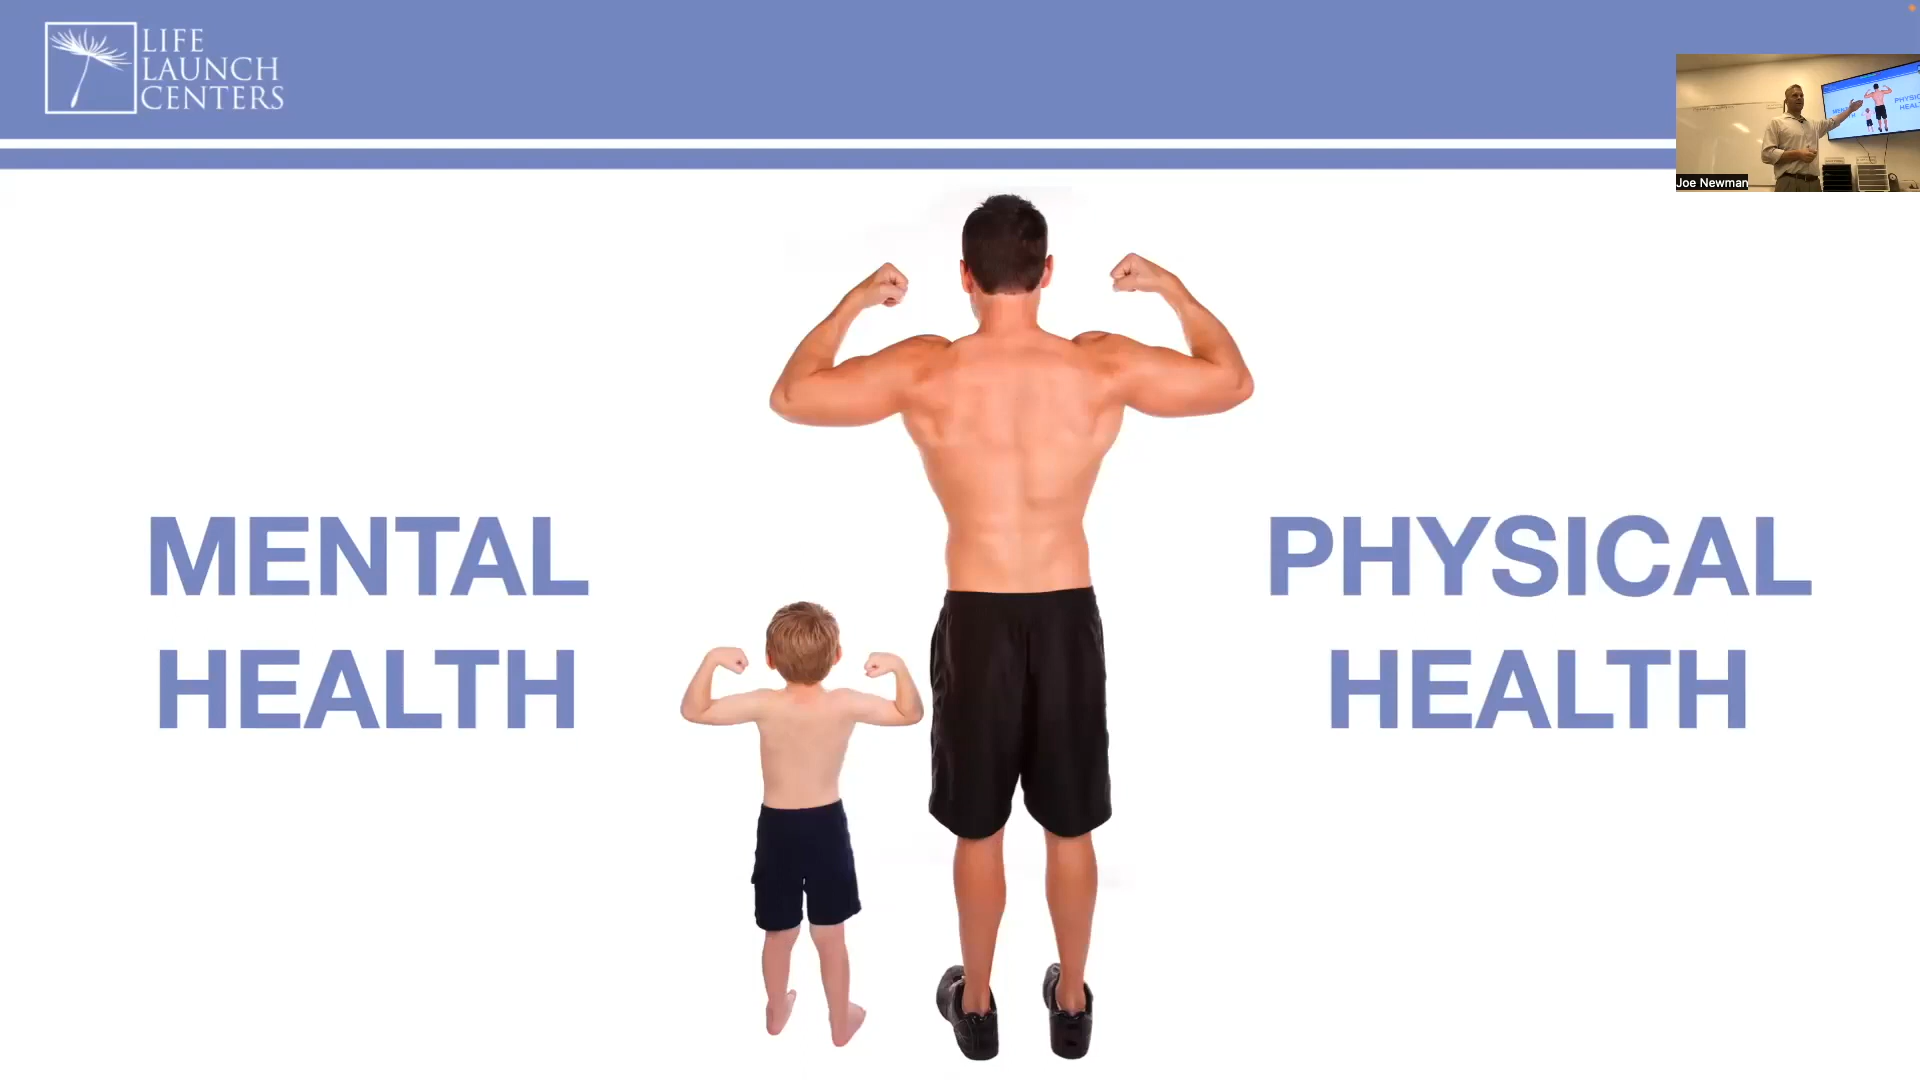 LIFE
LAUNCH
CENTERS
Joe Newman
MENTAL
HEALTH
PHYSICAL
HEALTH